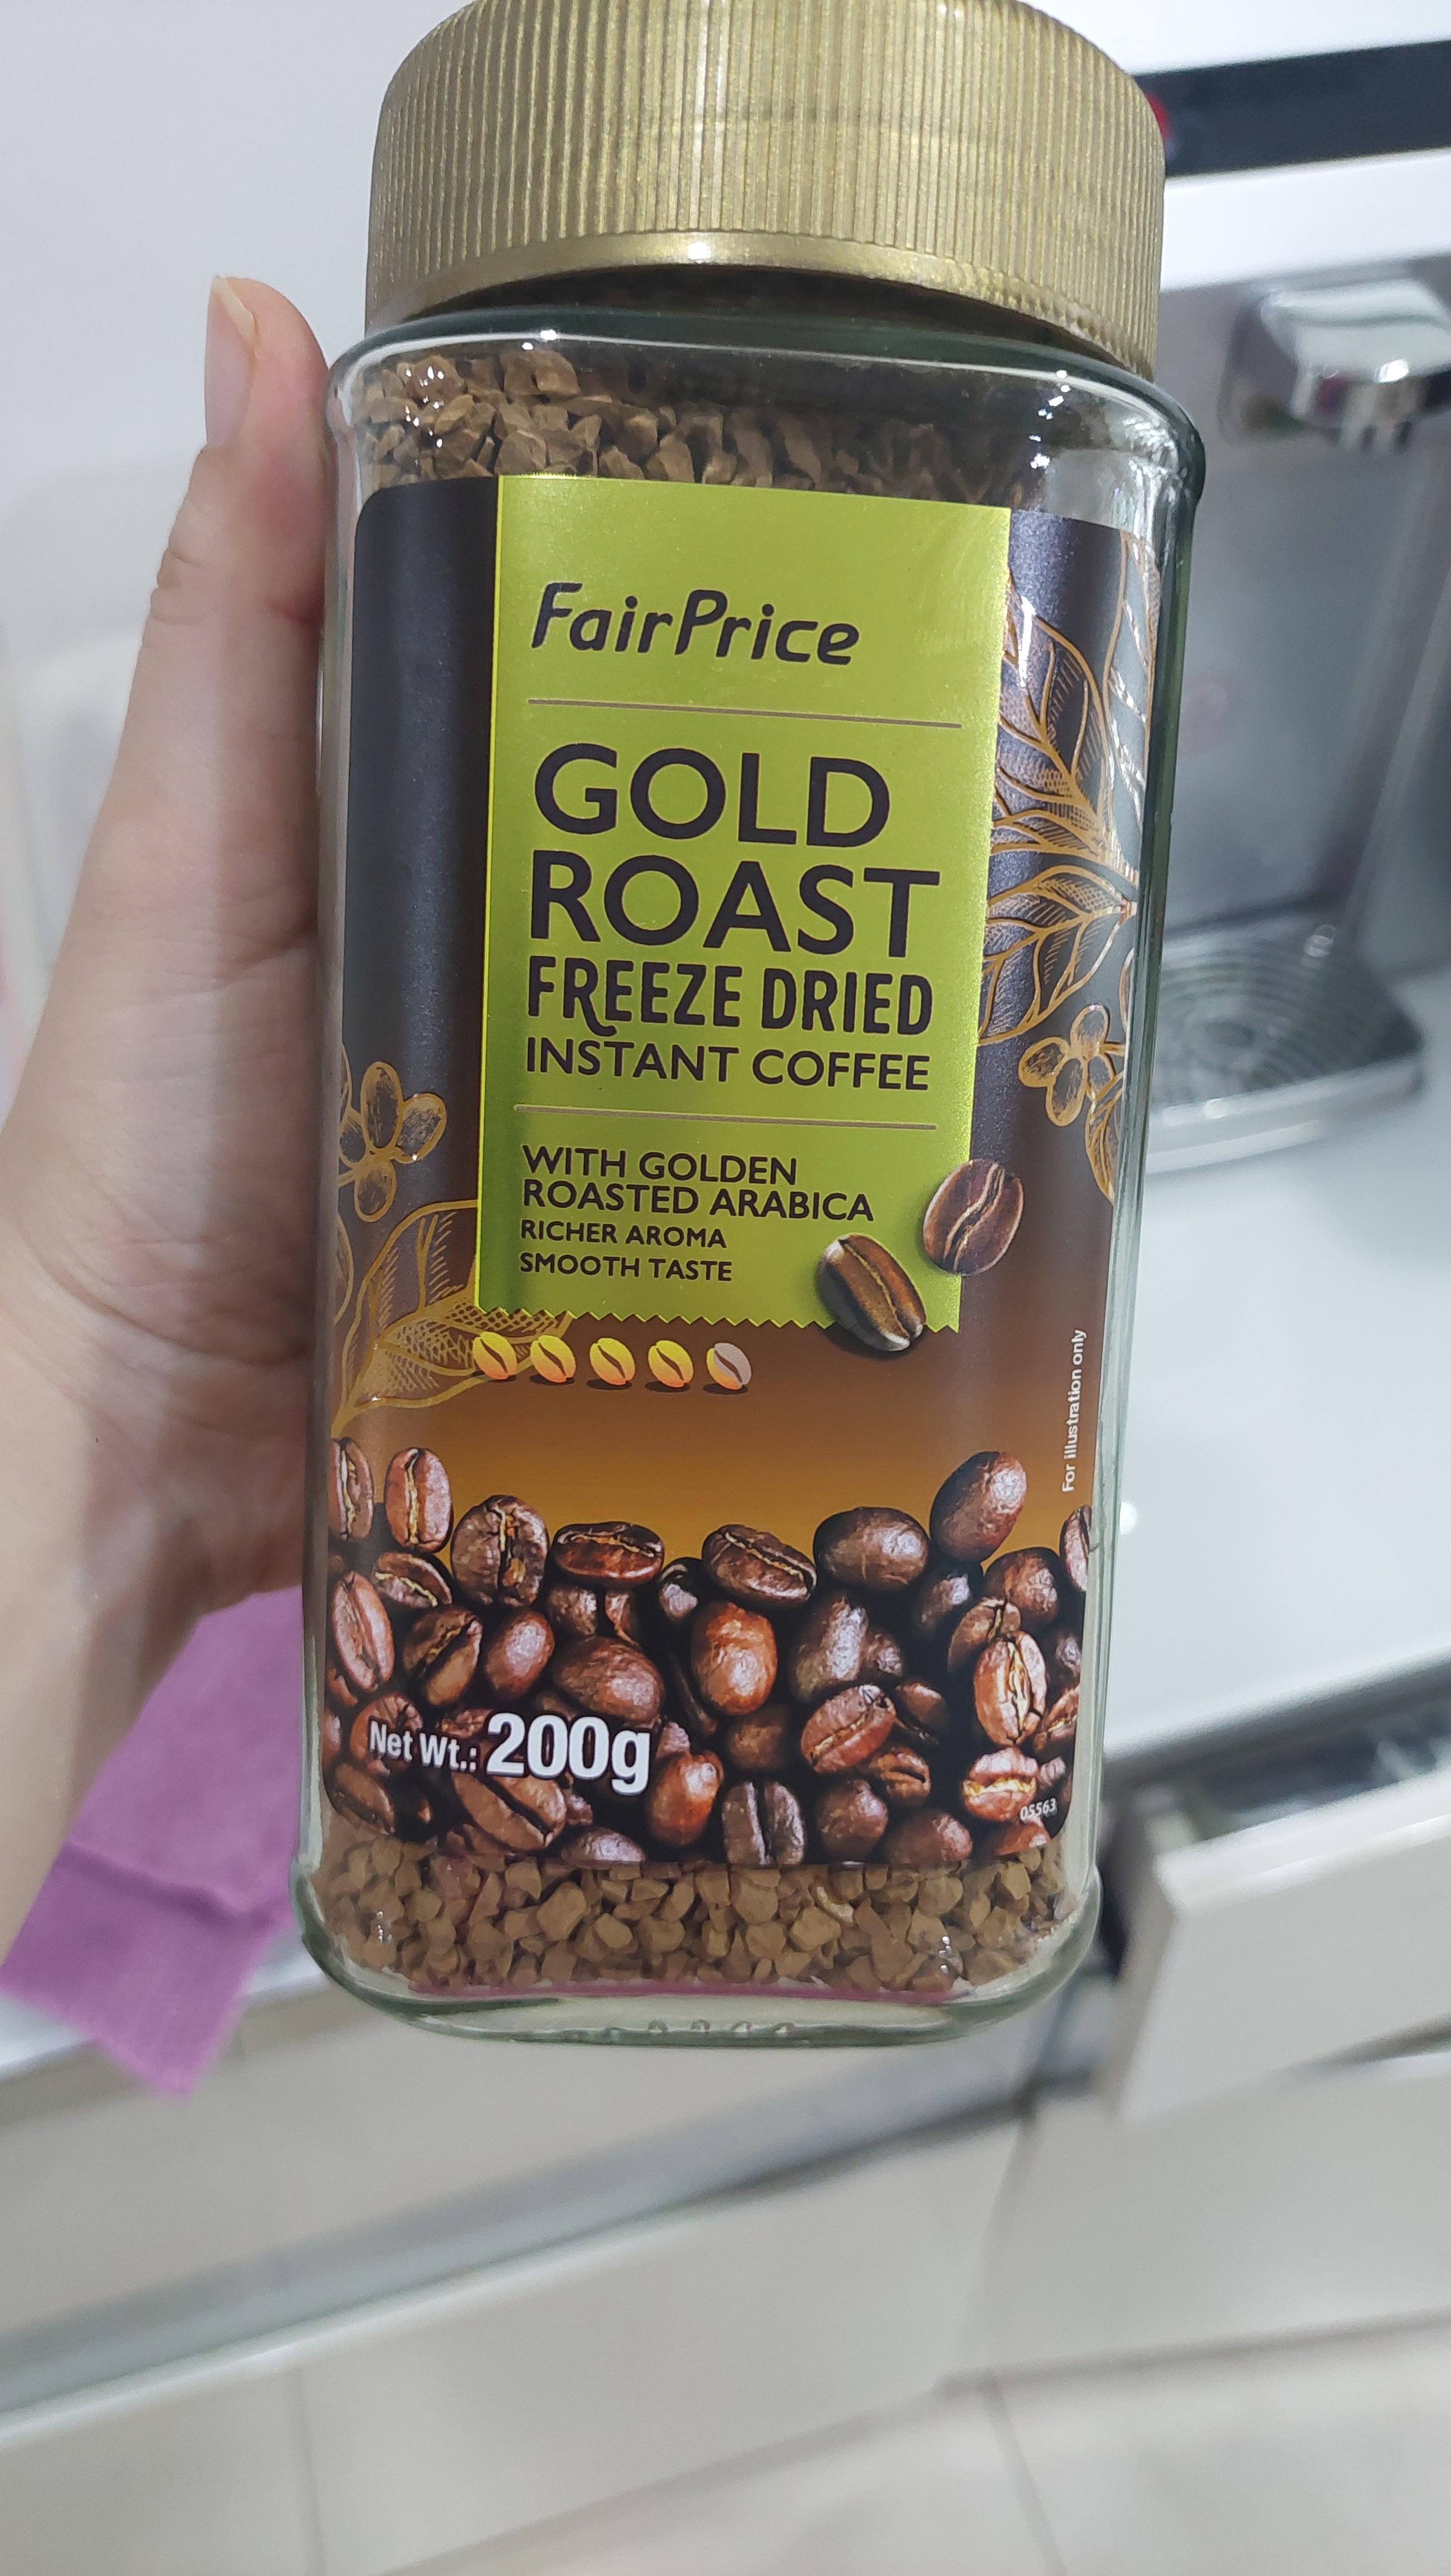 FairPrice
GOLD
ROAST
FREEZE DRIED
INSTANT COFFEE
WITH GOLDEN
ROASTED ARABICA
RICHER AROMA
SMOOTH TASTE
For illustration only
Net Wt.: 200g
05563